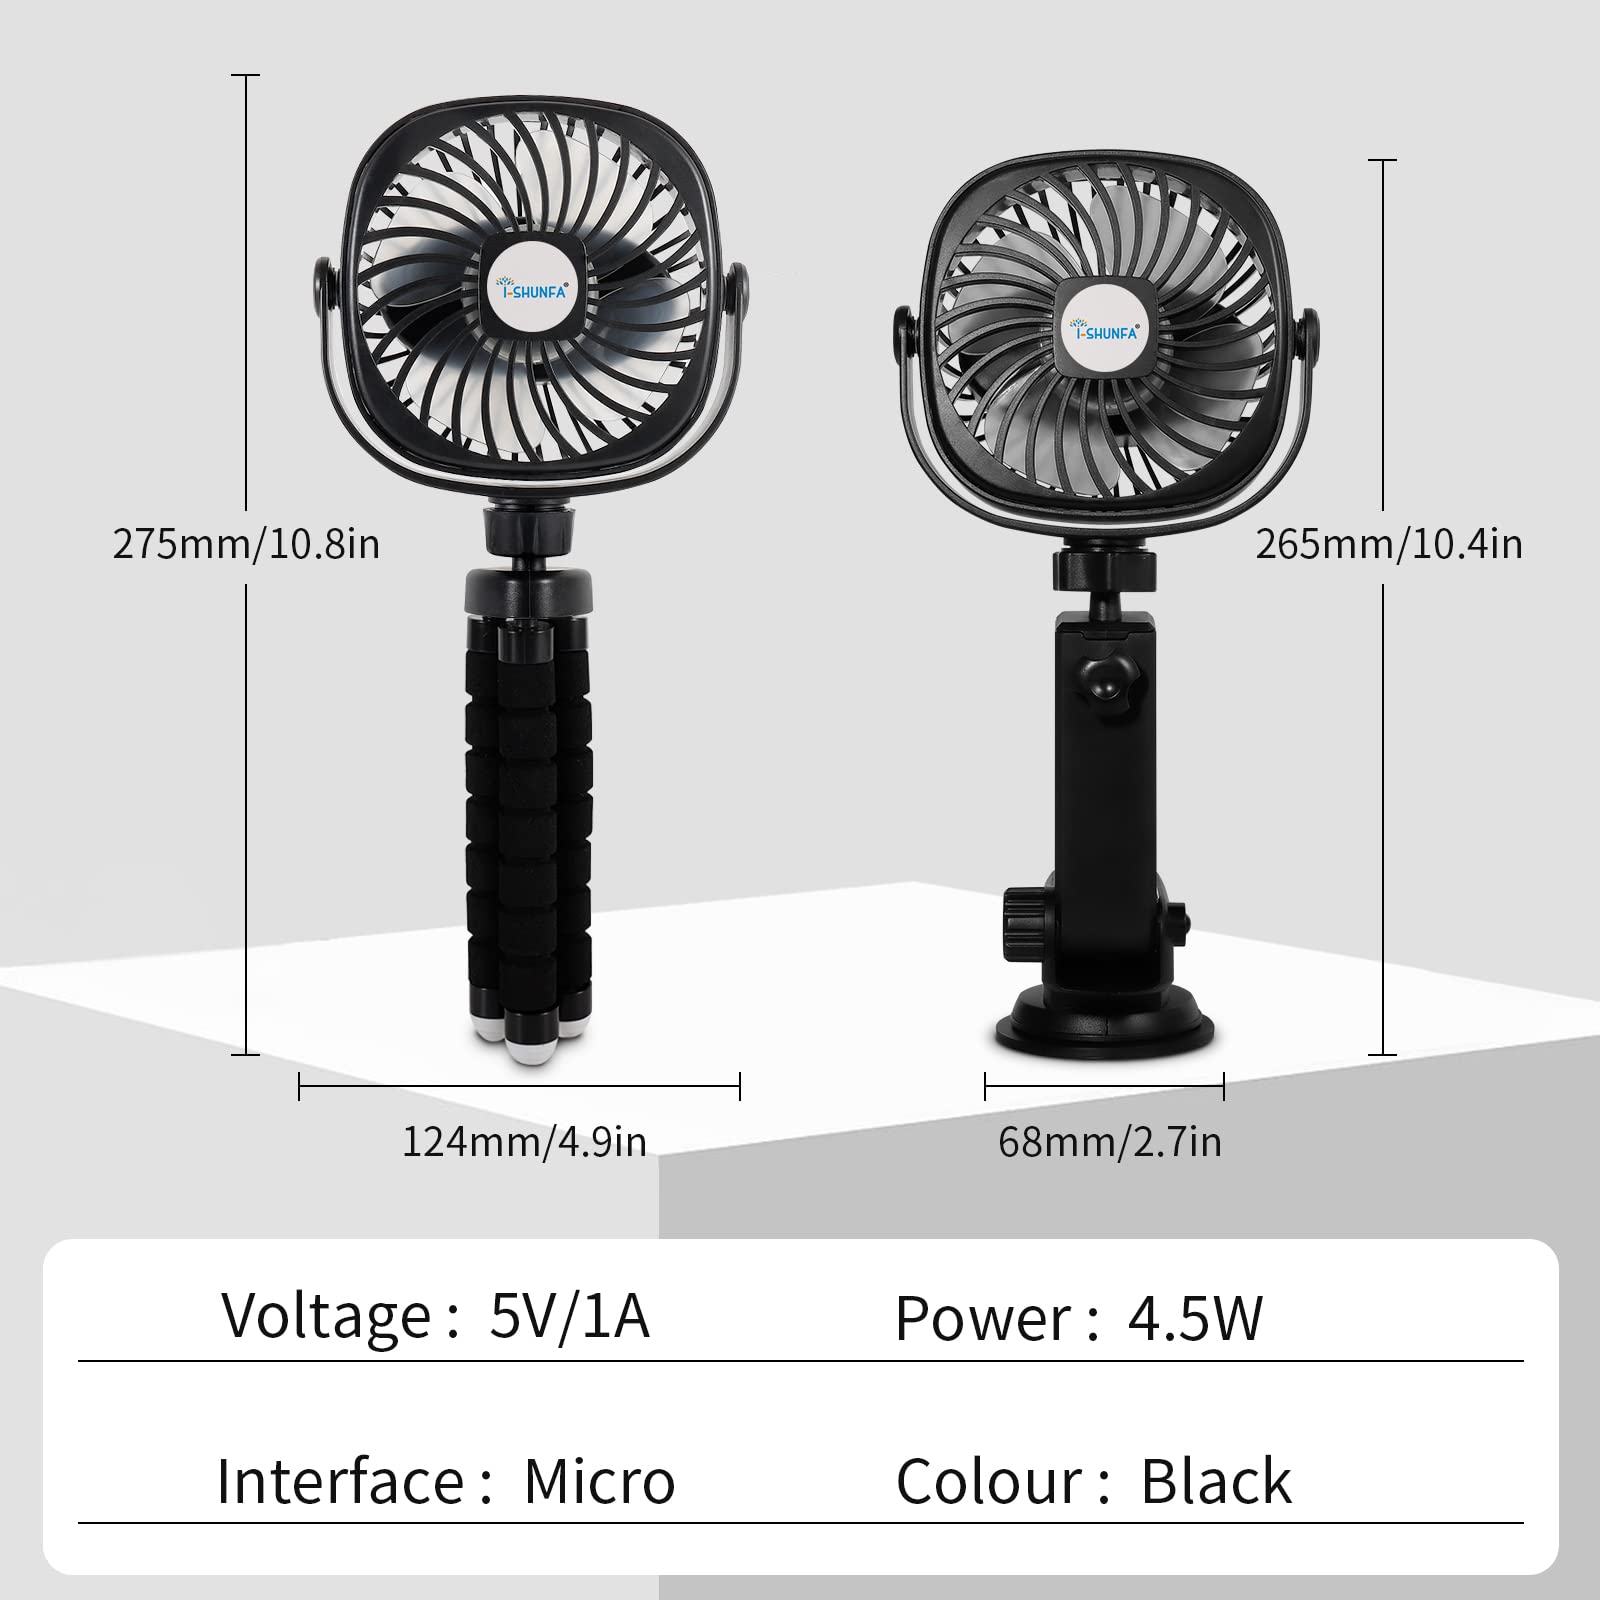 I-SHUNFA®
I-SHUNFA®
275mm/10.8in
265mm/10.4in
124mm/4.9in
68mm/2.7in
Voltage : 5V/1A
Power : 4.5W
Interface : Micro
Colour : Black